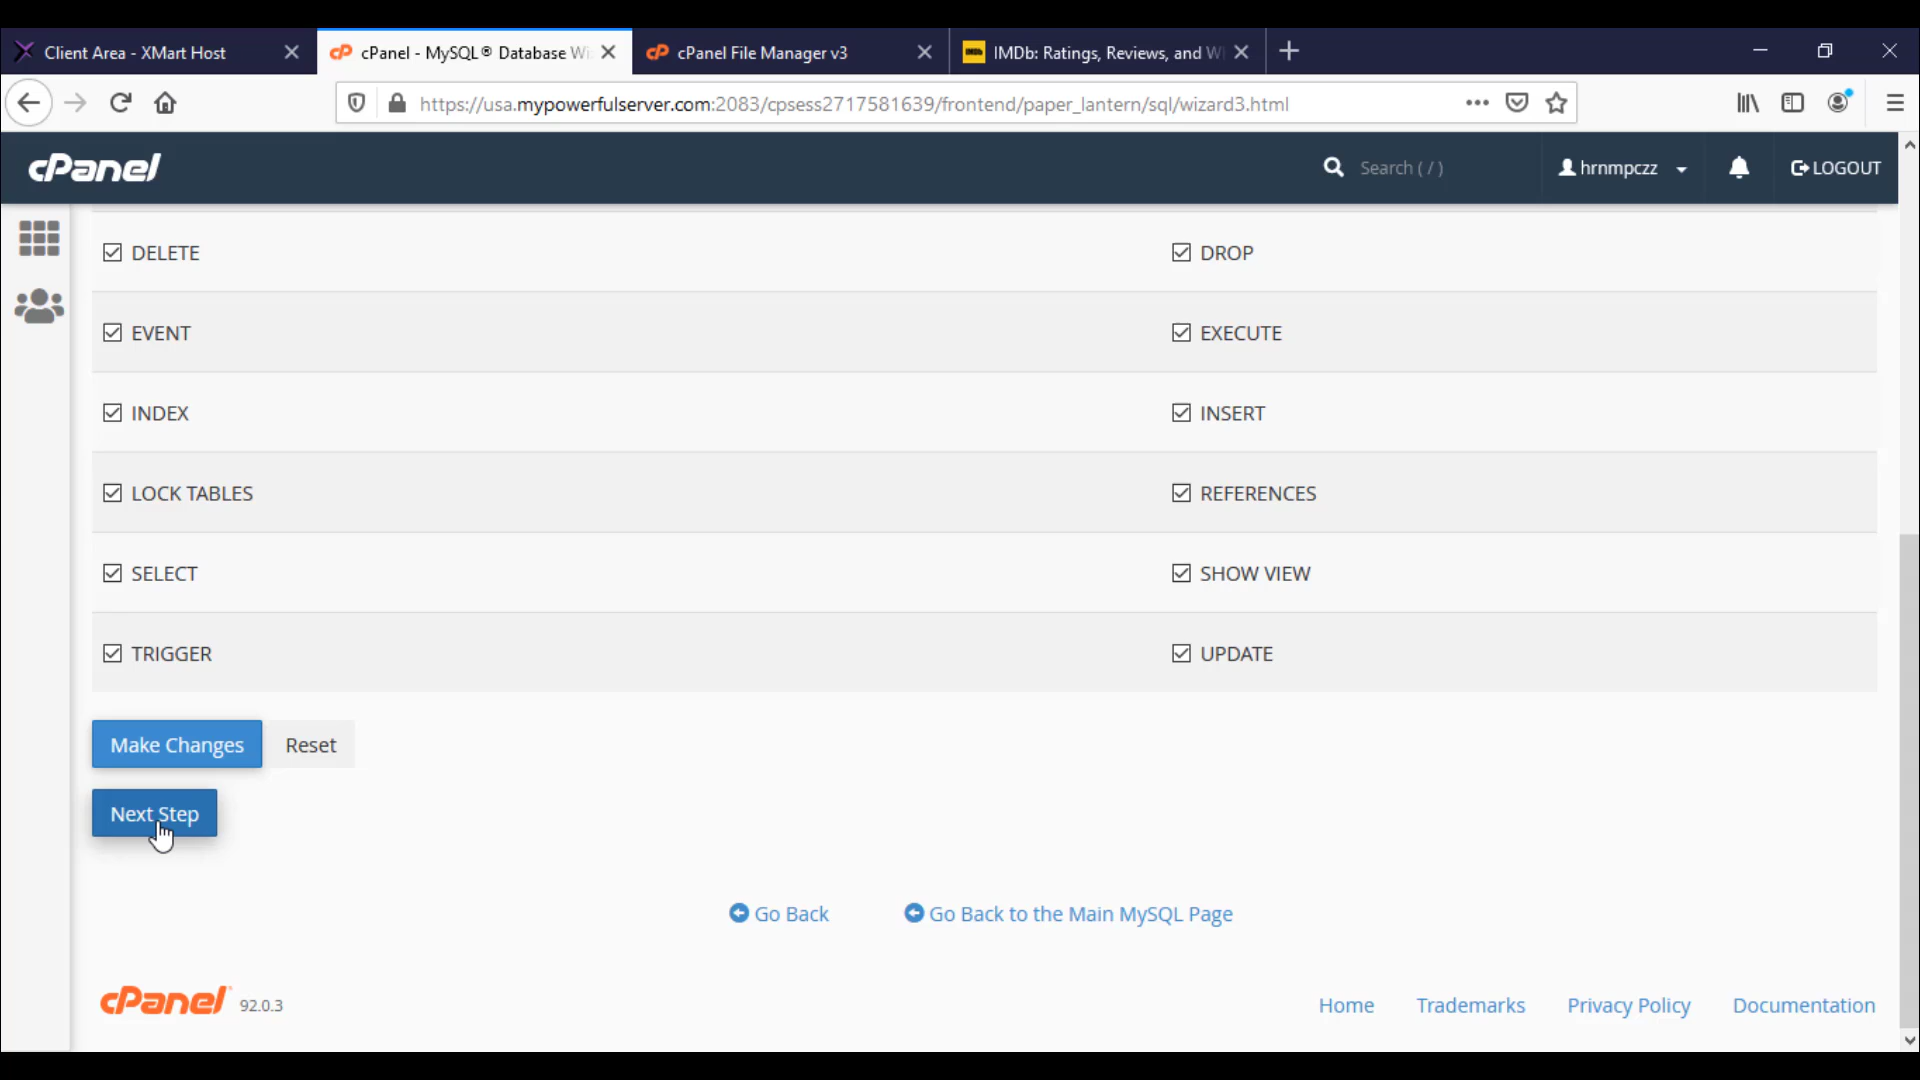 Client Area - XMart Host
cPanel - MySQL® Database Wi
cPanel File Manager v3
IMDb: Ratings, Reviews, and W
https://usa.mypowerfulserver.com:2083/cpsess2717581639/frontend/paper_lantern/sql/wizard3.html
cPanel
Search ( / )
hrnmpczz
LOGOUT
DELETE
DROP
EVENT
EXECUTE
INDEX
INSERT
LOCK TABLES
REFERENCES
SELECT
SHOW VIEW
TRIGGER
UPDATE
Make Changes
Reset
Next Step
Go Back
Go Back to the Main MySQL Page
cPanel 92.0.3
Home
Trademarks
Privacy Policy
Documentation